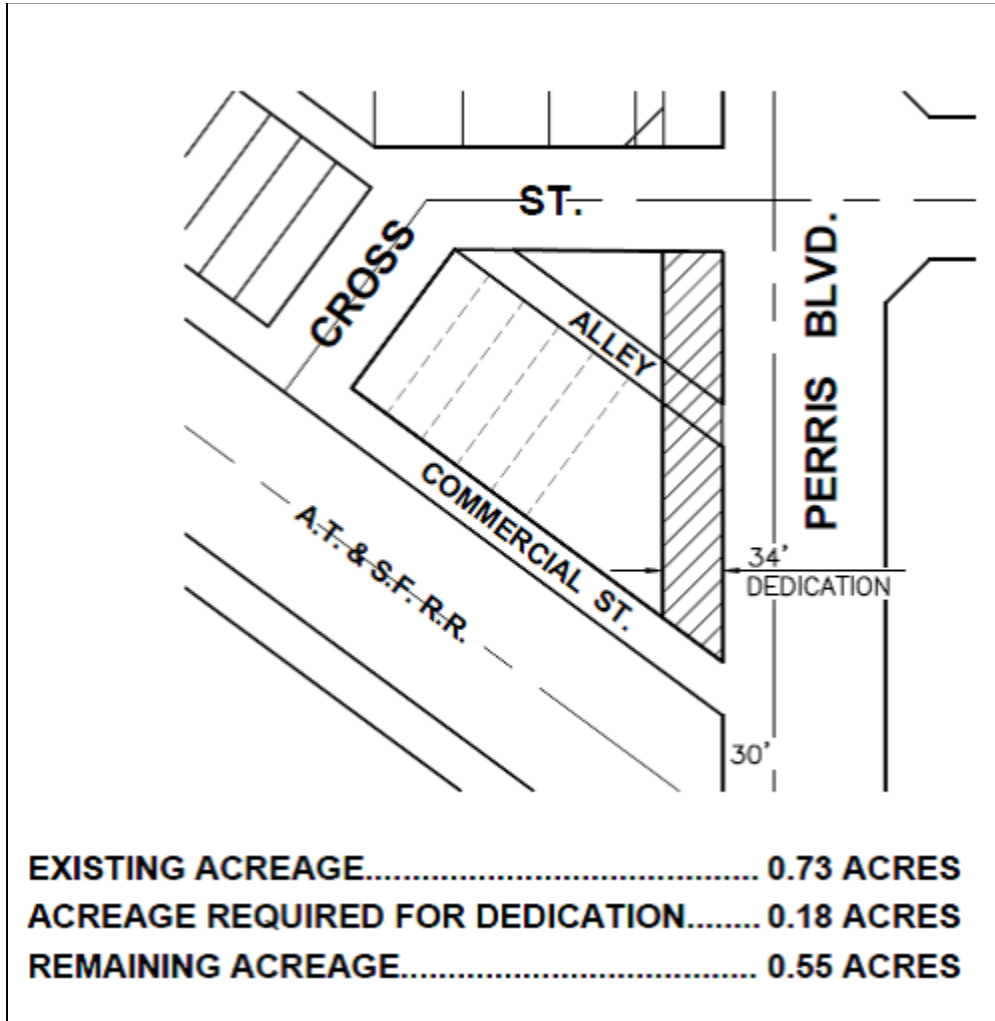 ST.
CROSS
PERRIS BLVD.
ALLEY
COMMERCIAL ST.
A.T. & S.F. R.R.
34'
DEDICATION
30'
EXISTING ACREAGE.......................................... 0.73 ACRES
ACREAGE REQUIRED FOR DEDICATION........ 0.18 ACRES
REMAINING ACREAGE...................................... 0.55 ACRES